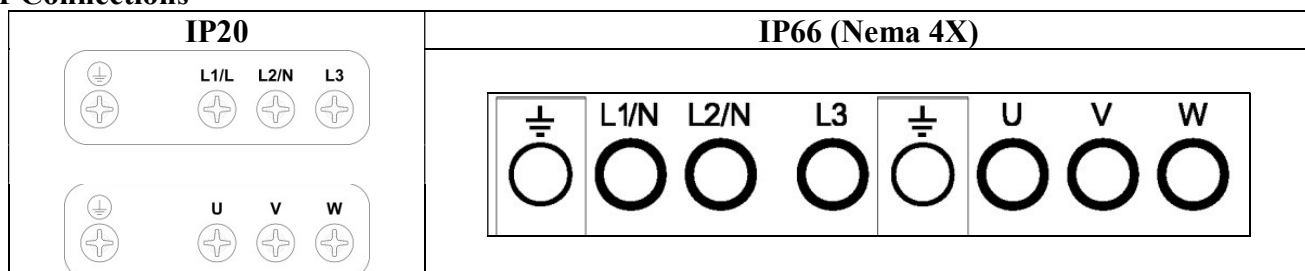 Connections
IP20
IP66 (Nema 4X)
L1/L L2/N L3
U V W
L1/N L2/N L3 U V W